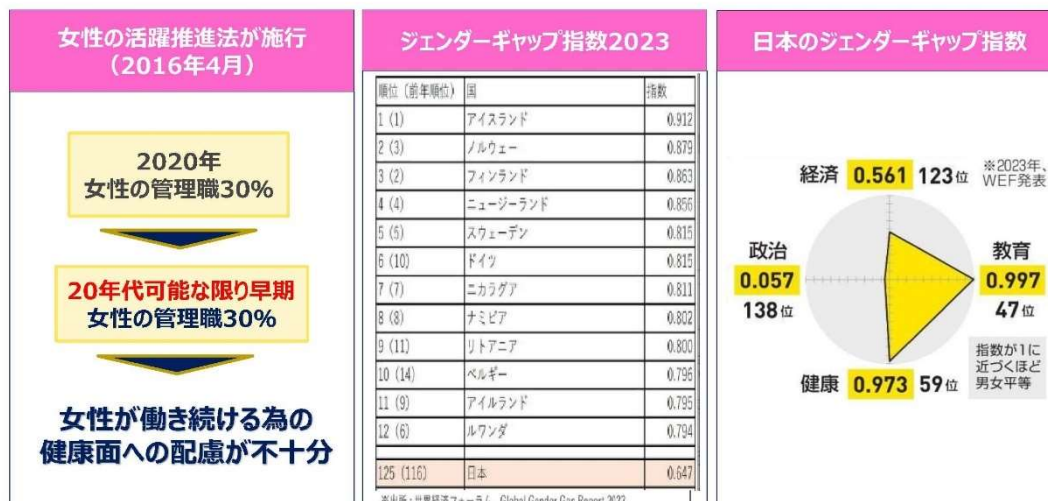 女性の活躍推進法が施行
（2016年4月）
2020年
女性の管理職30%
20年代可能な限り早期
女性の管理職30%
女性が働き続ける為の
健康面への配慮が不十分
ジェンダーギャップ指数2023
順位（前年順位） 国 指数
1 (1) アイスランド 0.912
2 (3) ノルウェー 0.879
3 (2) フィンランド 0.863
4 (4) ニュージーランド 0.856
5 (5) スウェーデン 0.815
6 (10) ドイツ 0.815
7 (7) ニカラグア 0.811
8 (8) ナミビア 0.802
9 (11) リトアニア 0.800
10 (14) ベルギー 0.796
11 (9) アイルランド 0.795
12 (6) ルワンダ 0.794
125 (116) 日本 0.647
世界経済フォーラム Global Gender Gap Report 2023
日本のジェンダーギャップ指数
経済 0.561 123位
※2023年、
WEF発表
政治
0.057
138位
教育
0.997
47位
健康 0.973 59位
指数が1に
近づくほど
男女平等